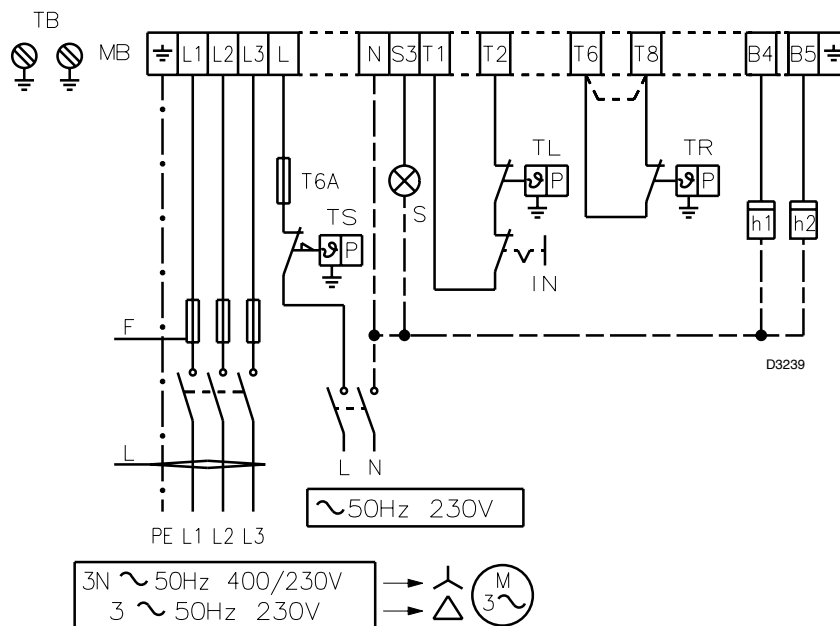 TB
MB L1 L2 L3 L N S3 T1 T2 T6 T8 B4 B5
TL TR
T6A ϑ P ϑ P
S
TS h1 h2
ϑ P
IN
F
D3239
L
L N
~50Hz 230V
PE L1 L2 L3
3N ~ 50Hz 400/230V M
3 ~ 50Hz 230V 3~